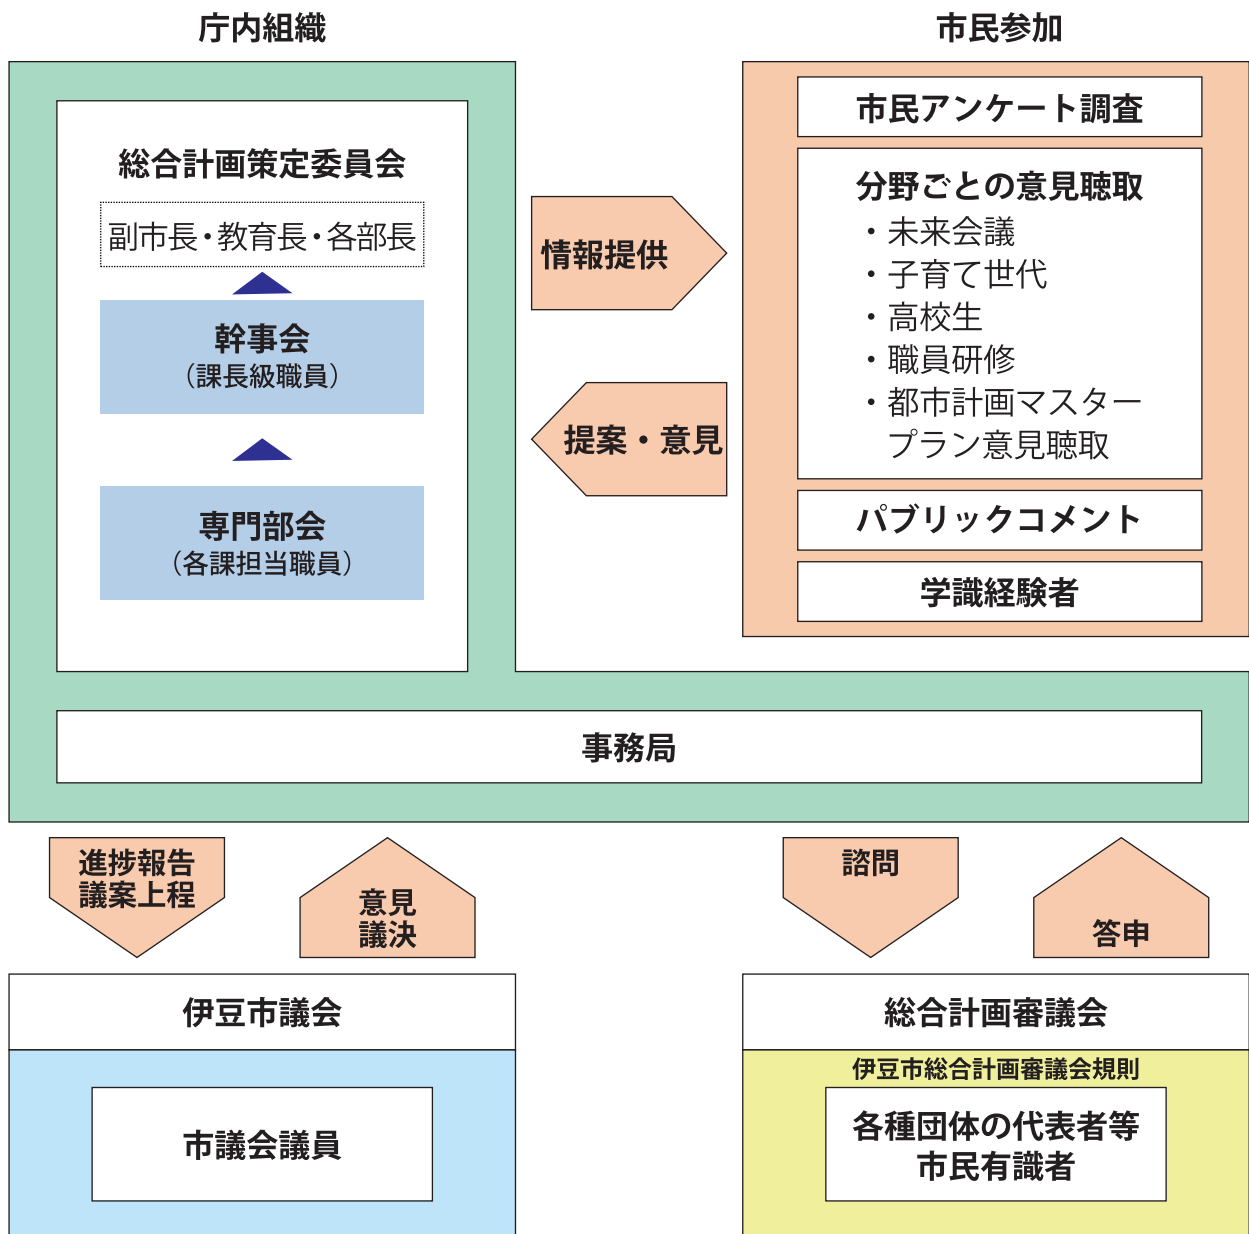 庁内組織
総合計画策定委員会
副市長・教育長・各部長
幹事会
（課長級職員）
専門部会
（各課担当職員）
情報提供
提案・意見
市民参加
市民アンケート調査
分野ごとの意見聴取
・未来会議
・子育て世代
・高校生
・職員研修
・都市計画マスター
プラン意見聴取
パブリックコメント
学識経験者
事務局
進捗報告
議案上程
意見
議決
諮問
答申
伊豆市議会
市議会議員
総合計画審議会
伊豆市総合計画審議会規則
各種団体の代表者等
市民有識者